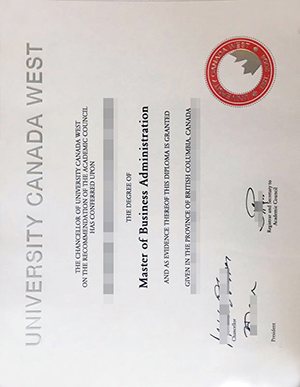 UNIVERSITY CANADA WEST
THE CHANCELLOR OF UNIVERSITY CANADA WEST
ON THE RECOMMENDATION OF THE ACADEMIC COUNCIL
HAS CONFERRED UPON
THE DEGREE OF
Master of Business Administration
AND AS EVIDENCE THEREOF THIS DIPLOMA IS GRANTED
GIVEN IN THE PROVINCE OF BRITISH COLUMBIA, CANADA
Chancellor
President
Registrar and Secretary to
Academic Council
CANADA WEST